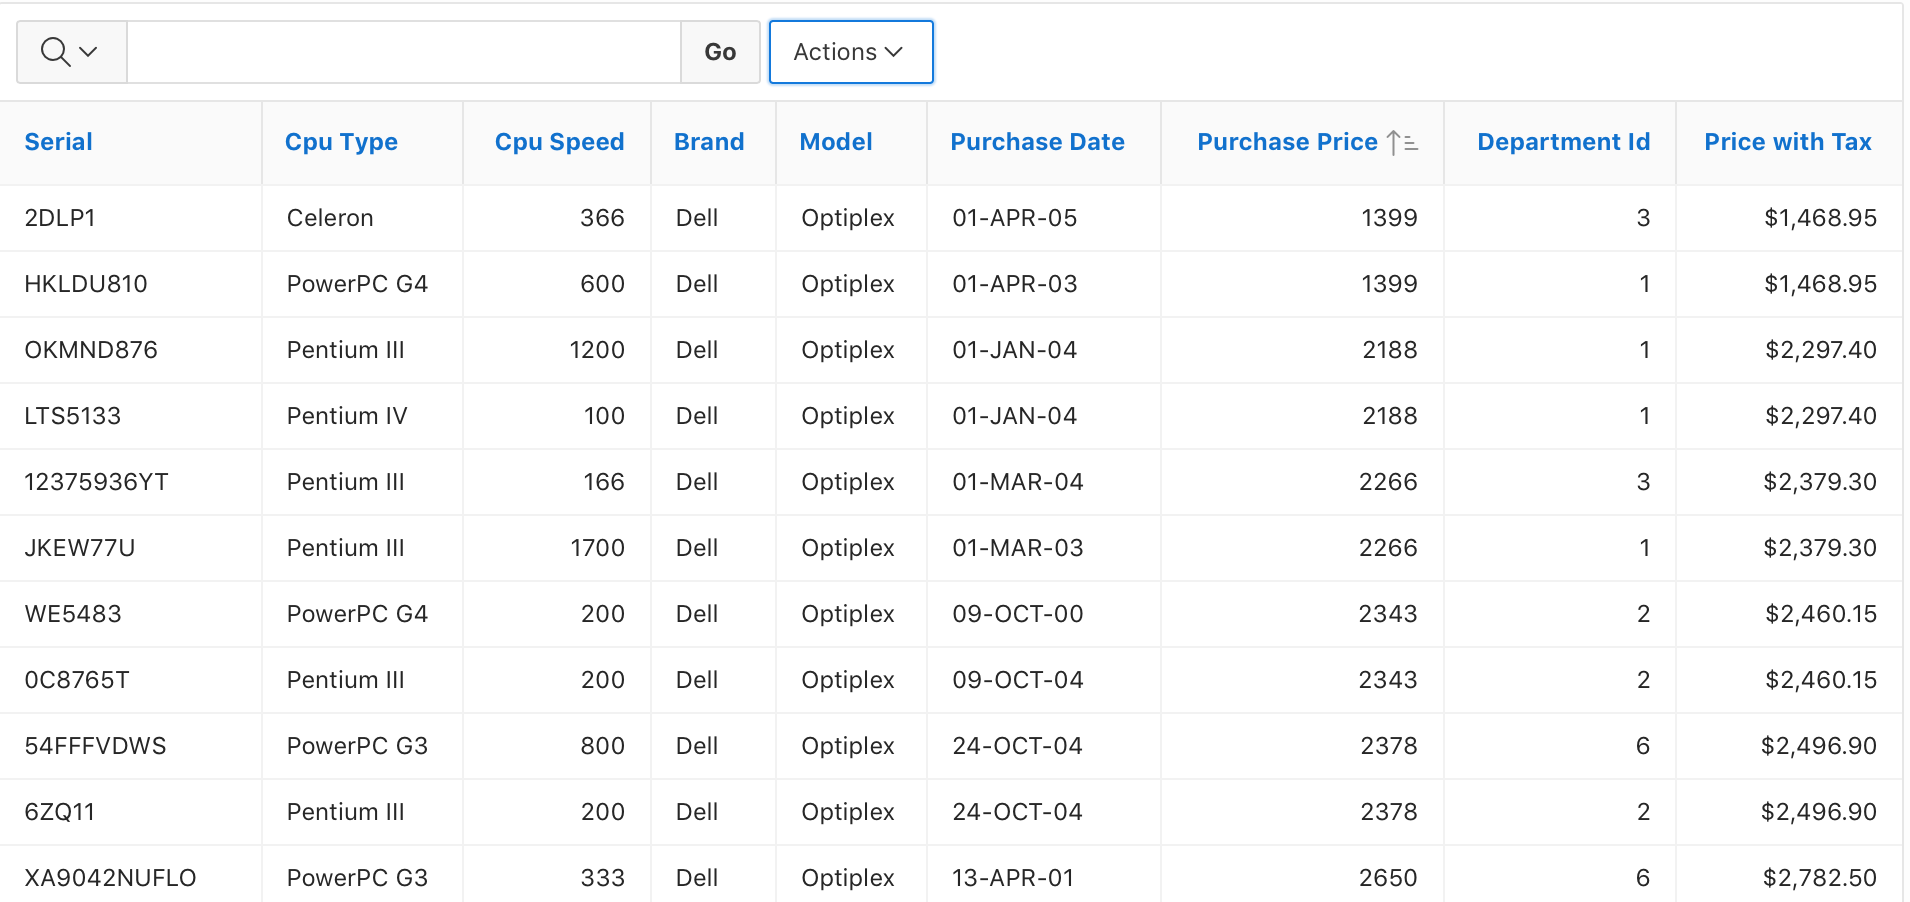 Go Actions
Serial Cpu Type Cpu Speed Brand Model Purchase Date Purchase Price Department Id Price with Tax
2DLP1 Celeron 366 Dell Optiplex 01-APR-05 1399 3 $1,468.95
HKLDU810 PowerPC G4 600 Dell Optiplex 01-APR-03 1399 1 $1,468.95
OKMND876 Pentium III 1200 Dell Optiplex 01-JAN-04 2188 1 $2,297.40
LTS5133 Pentium IV 100 Dell Optiplex 01-JAN-04 2188 1 $2,297.40
12375936YT Pentium III 166 Dell Optiplex 01-MAR-04 2266 3 $2,379.30
JKEW77U Pentium III 1700 Dell Optiplex 01-MAR-03 2266 1 $2,379.30
WE5483 PowerPC G4 200 Dell Optiplex 09-OCT-00 2343 2 $2,460.15
0C8765T Pentium III 200 Dell Optiplex 09-OCT-04 2343 2 $2,460.15
54FFFVDWS PowerPC G3 800 Dell Optiplex 24-OCT-04 2378 6 $2,496.90
6ZQ11 Pentium III 200 Dell Optiplex 24-OCT-04 2378 2 $2,496.90
XA9042NUFLO PowerPC G3 333 Dell Optiplex 13-APR-01 2650 6 $2,782.50